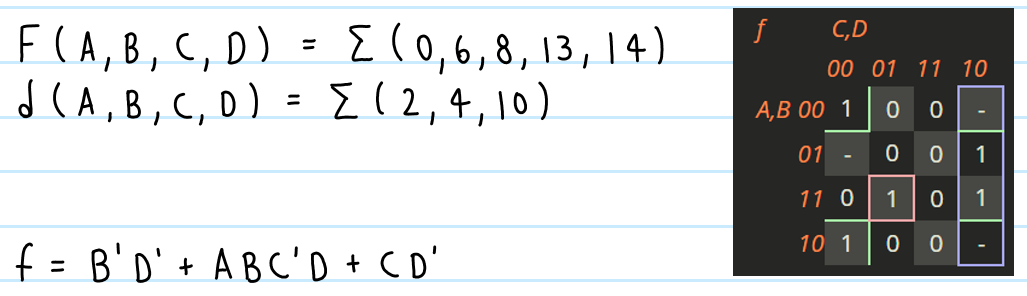 F(A,B,C,D) = Σ(0,6,8,13,14)
d(A,B,C,D) = Σ(2,4,10)
f = B'D' + ABC'D + CD'
f C,D
00 01 11 10
A,B 00 1 0 0 -
01 - 0 0 1
11 0 1 0 1
10 1 0 0 -